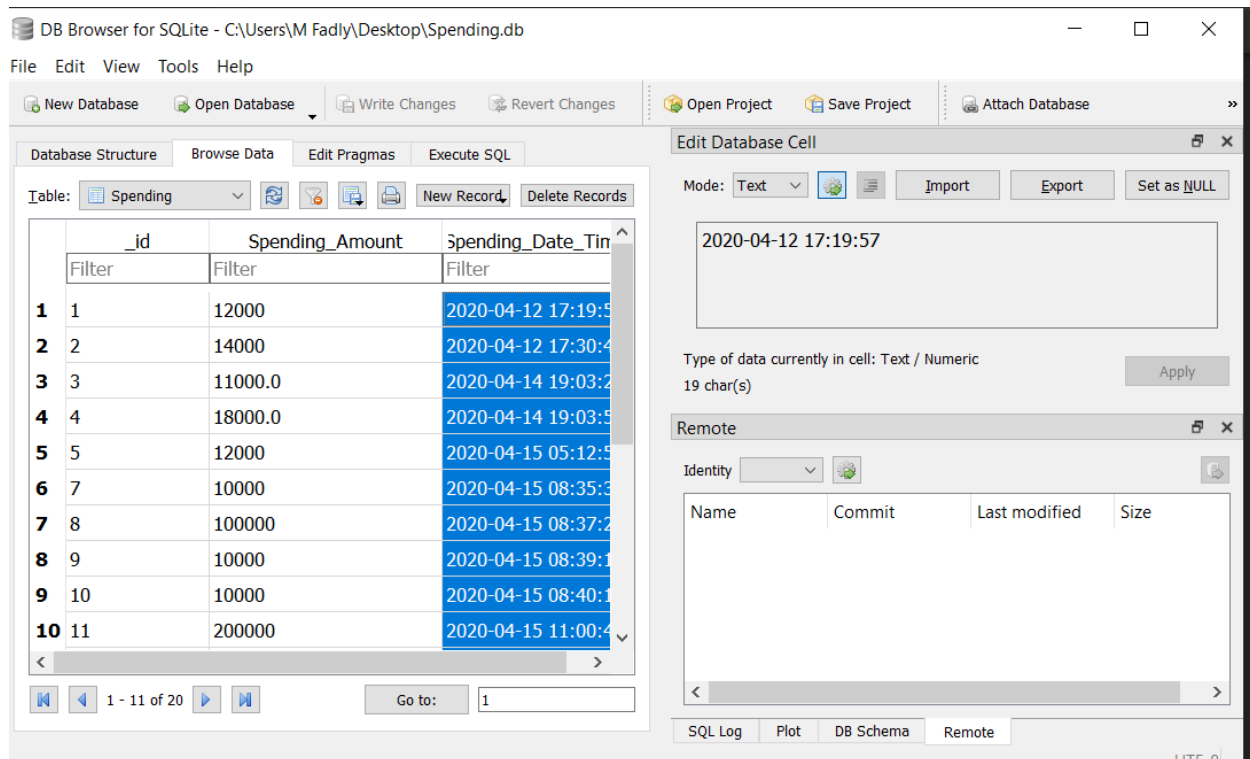 DB Browser for SQLite - C:\Users\M Fadly\Desktop\Spending.db
File Edit View Tools Help
New Database Open Database Write Changes Revert Changes Open Project Save Project Attach Database »
Database Structure Browse Data Edit Pragmas Execute SQL
Table: Spending New Record Delete Records
_id Spending_Amount Spending_Date_Tim
Filter Filter Filter
1 1 12000 2020-04-12 17:19:5
2 2 14000 2020-04-12 17:30:4
3 3 11000.0 2020-04-14 19:03:2
4 4 18000.0 2020-04-14 19:03:5
5 5 12000 2020-04-15 05:12:5
6 7 10000 2020-04-15 08:35:3
7 8 100000 2020-04-15 08:37:2
8 9 10000 2020-04-15 08:39:1
9 10 10000 2020-04-15 08:40:1
10 11 200000 2020-04-15 11:00:4
1 - 11 of 20 Go to: 1
Edit Database Cell
Mode: Text Import Export Set as NULL
2020-04-12 17:19:57
Type of data currently in cell: Text / Numeric
19 char(s)
Apply
Remote
Identity
Name Commit Last modified Size
SQL Log Plot DB Schema Remote